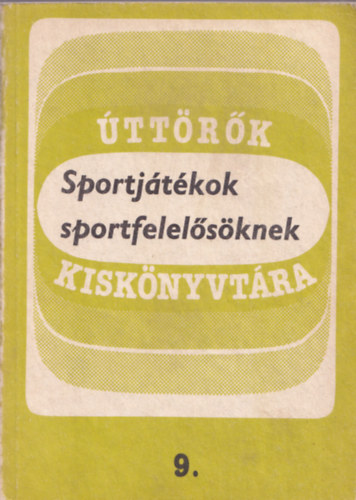 ÚTTÖRŐK
Sportjátékok
sportfelelősöknek
KISKÖNYVTÁRA
9.